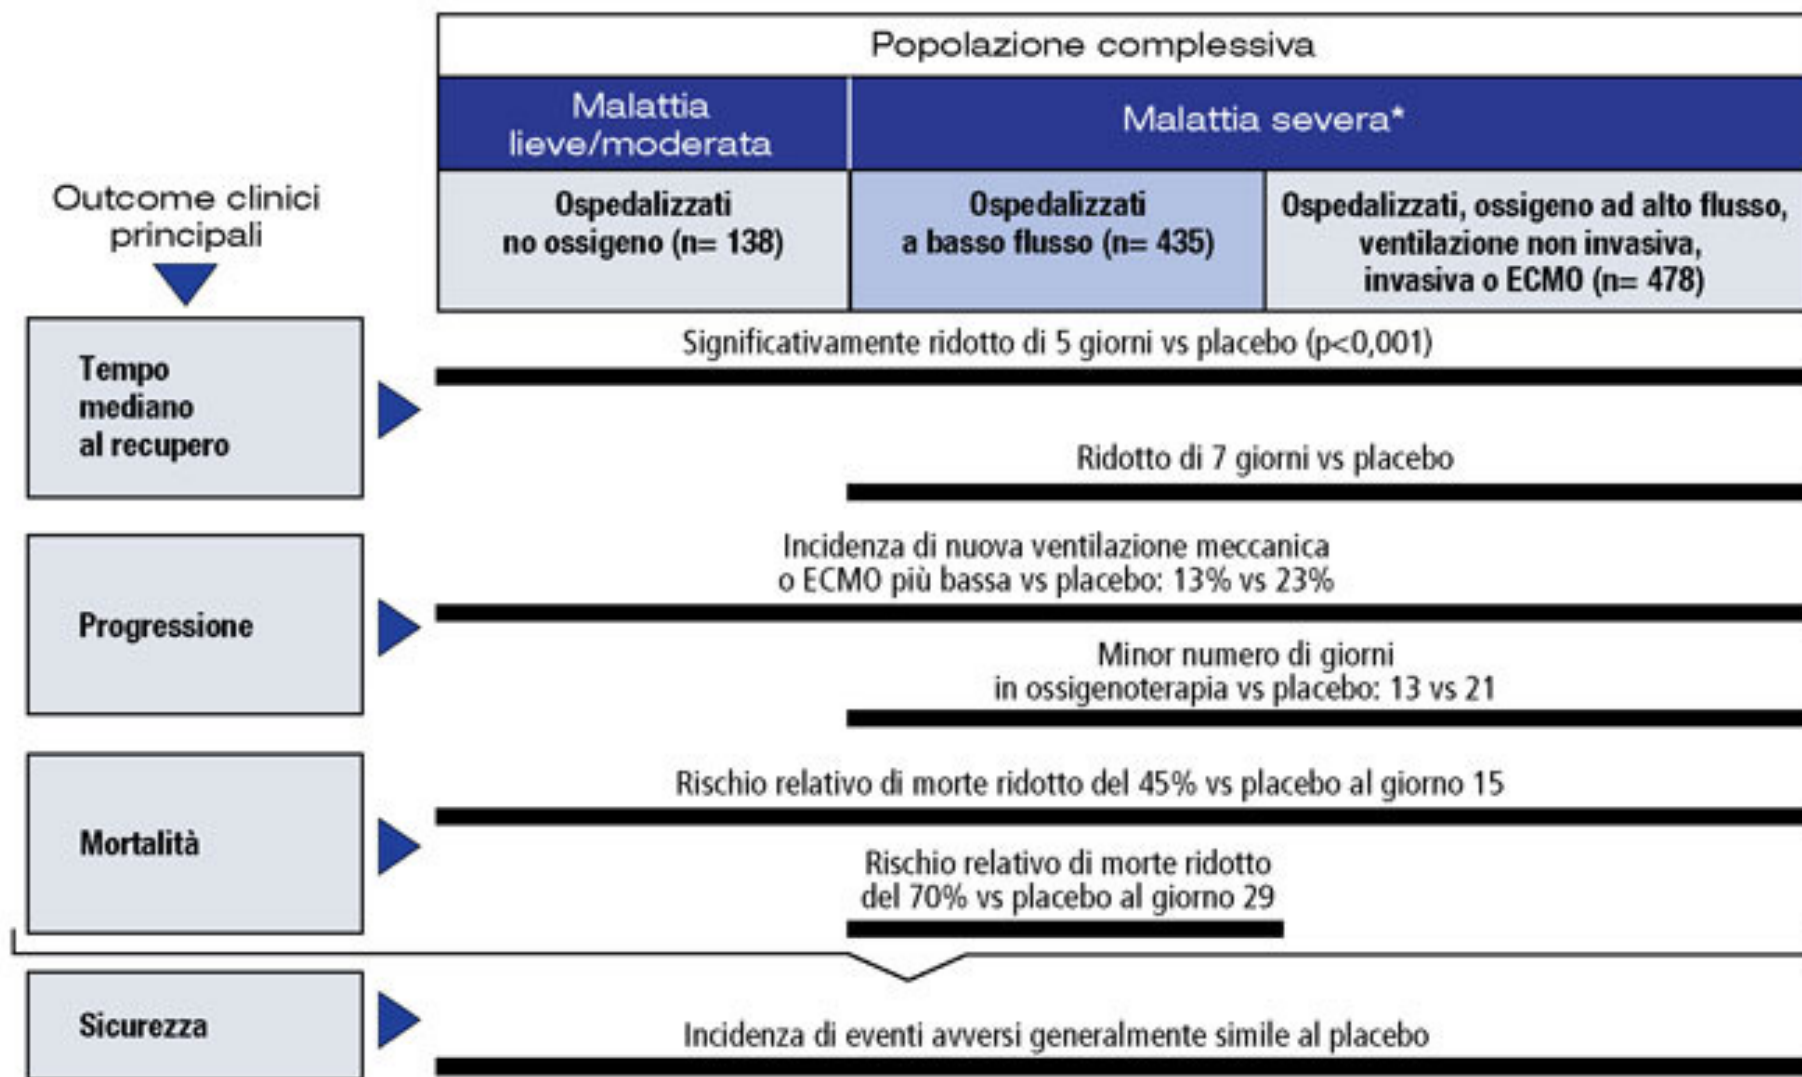 Popolazione complessiva
Malattia
lieve/moderata
Malattia severa*
Outcome clinici
principali
Ospedalizzati
no ossigeno (n= 138)
Ospedalizzati
a basso flusso (n= 435)
Ospedalizzati, ossigeno ad alto flusso,
ventilazione non invasiva,
invasiva o ECMO (n= 478)
Tempo
mediano
al recupero
Significativamente ridotto di 5 giorni vs placebo (p<0,001)
Ridotto di 7 giorni vs placebo
Progressione
Incidenza di nuova ventilazione meccanica
o ECMO più bassa vs placebo: 13% vs 23%
Minor numero di giorni
in ossigenoterapia vs placebo: 13 vs 21
Mortalità
Rischio relativo di morte ridotto del 45% vs placebo al giorno 15
Rischio relativo di morte ridotto
del 70% vs placebo al giorno 29
Sicurezza
Incidenza di eventi avversi generalmente simile al placebo